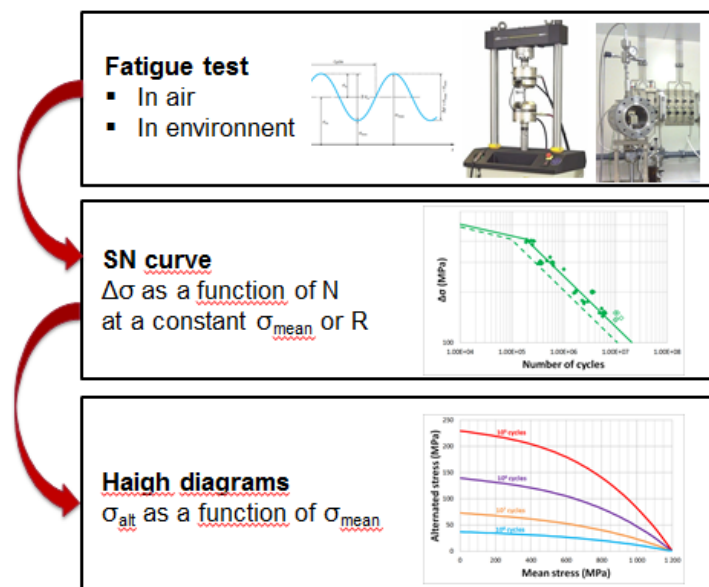 Fatigue test
▪ In air
▪ In environnent
SN curve
Δσ as a function of N
at a constant σmean or R
Δσ (MPa)
100
1.00E+04 1.00E+05 1.00E+06 1.00E+07 1.00E+08
Number of cycles
Haigh diagrams
σalt as a function of σmean
Alternated stress (MPa)
250
200
150
100
50
0
0 200 400 600 800 1 000 1 200
Mean stress (MPa)